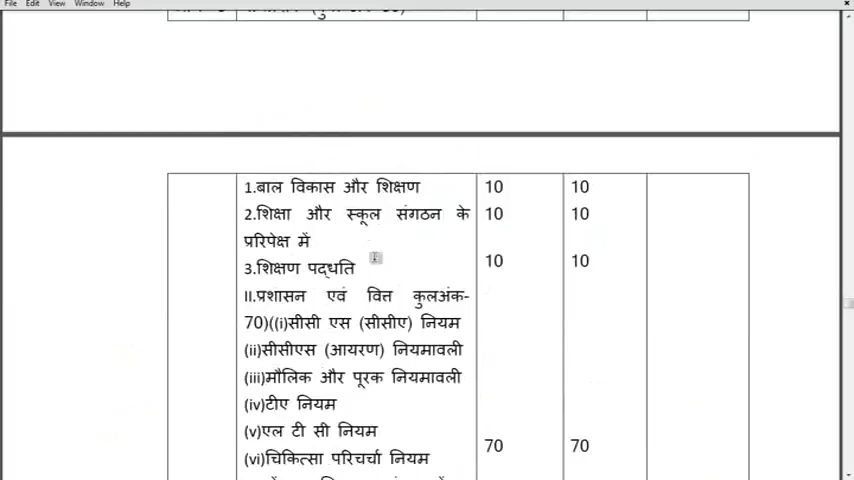 File Edit View Window Help
1.बाल विकास और शिक्षण 10 10
2.शिक्षा और स्कूल संगठन के 10 10
प्ररिपेक्ष में
3.शिक्षण पद्धति 10 10
II.प्रशासन एवं वित्त कुलअंक-
70)((i)सीसी एस (सीसीए) नियम
(ii)सीसीएस (आयरण) नियमावली
(iii)मौलिक और पूरक नियमावली
(iv)टीए नियम
(v)एल टी सी नियम
70 70
(vi)चिकित्सा परिचर्चा नियम